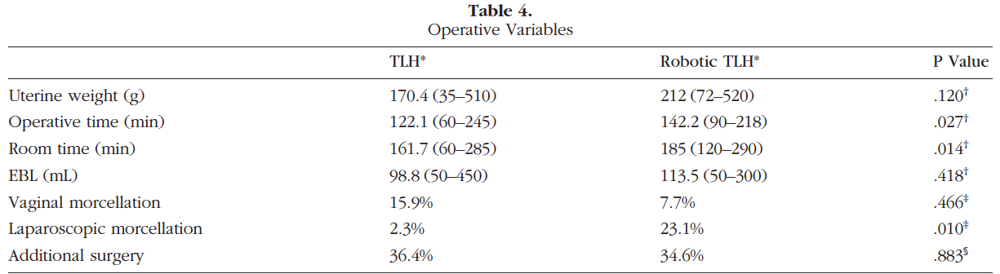 Table 4.
Operative Variables
TLH* Robotic TLH* P Value
Uterine weight (g) 170.4 (35–510) 212 (72–520) .120†
Operative time (min) 122.1 (60–245) 142.2 (90–218) .027†
Room time (min) 161.7 (60–285) 185 (120–290) .014†
EBL (mL) 98.8 (50–450) 113.5 (50–300) .418†
Vaginal morcellation 15.9% 7.7% .466‡
Laparoscopic morcellation 2.3% 23.1% .010‡
Additional surgery 36.4% 34.6% .883§